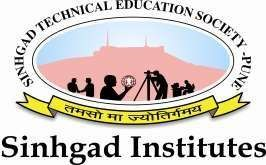 SINHGAD TECHNICAL EDUCATION SOCIETY - PUNE
तमसो मा ज्योतिर्गमय
Sinhgad Institutes